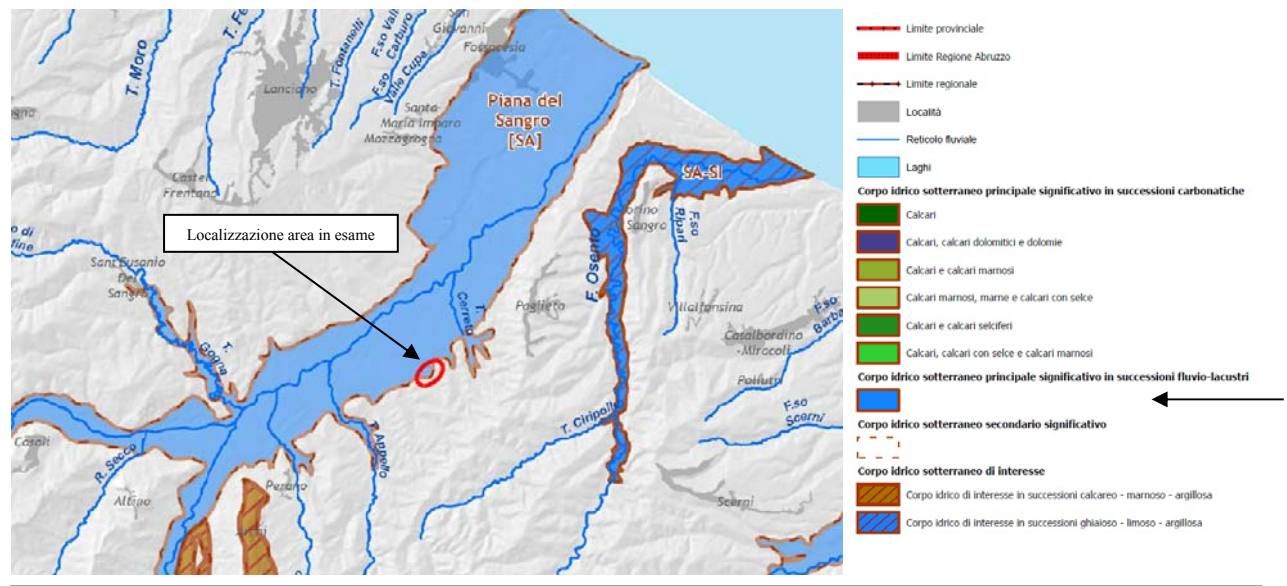 T. Moro
T. Fe
T. Fontanelli
F.so Vall
Carburo
F.so
Valle Cupa
San
Giovanni
Fossacesia
Lanciano
Santa
Maria Imbaro
Mozzagrogna
Piana del
Sangro
[SA]
Castel
Frentano
SA-SI
Torino
Sangro
F.so
Ripari
Localizzazione area in esame
o di
fine
Sant'Eusanio
Del
Sangro
T.
Gogna
T.
Cerreto
Paglieta
F. Osento
Villalfonsina
Casalbordino
-Miracoli
F.so
Barba
Pollutri
F.so
Scerni
T. Ciripolle
T. Appello
Casoli
R. Secco
Altino
Perano
Scerni
Limite provinciale
Limite Regione Abruzzo
Limite regionale
Località
Reticolo fluviale
Laghi
Corpo idrico sotterraneo principale significativo in successioni carbonatiche
Calcari
Calcari, calcari dolomitici e dolomie
Calcari e calcari marnosi
Calcari marnosi, marne e calcari con selce
Calcari e calcari selciferi
Calcari, calcari con selce e calcari marnosi
Corpo idrico sotterraneo principale significativo in successioni fluvio-lacustri
Corpo idrico sotterraneo secondario significativo
Corpo idrico sotterraneo di interesse
Corpo idrico di interesse in successioni calcareo - marnoso - argillosa
Corpo idrico di interesse in successioni ghiaioso - limoso - argillosa